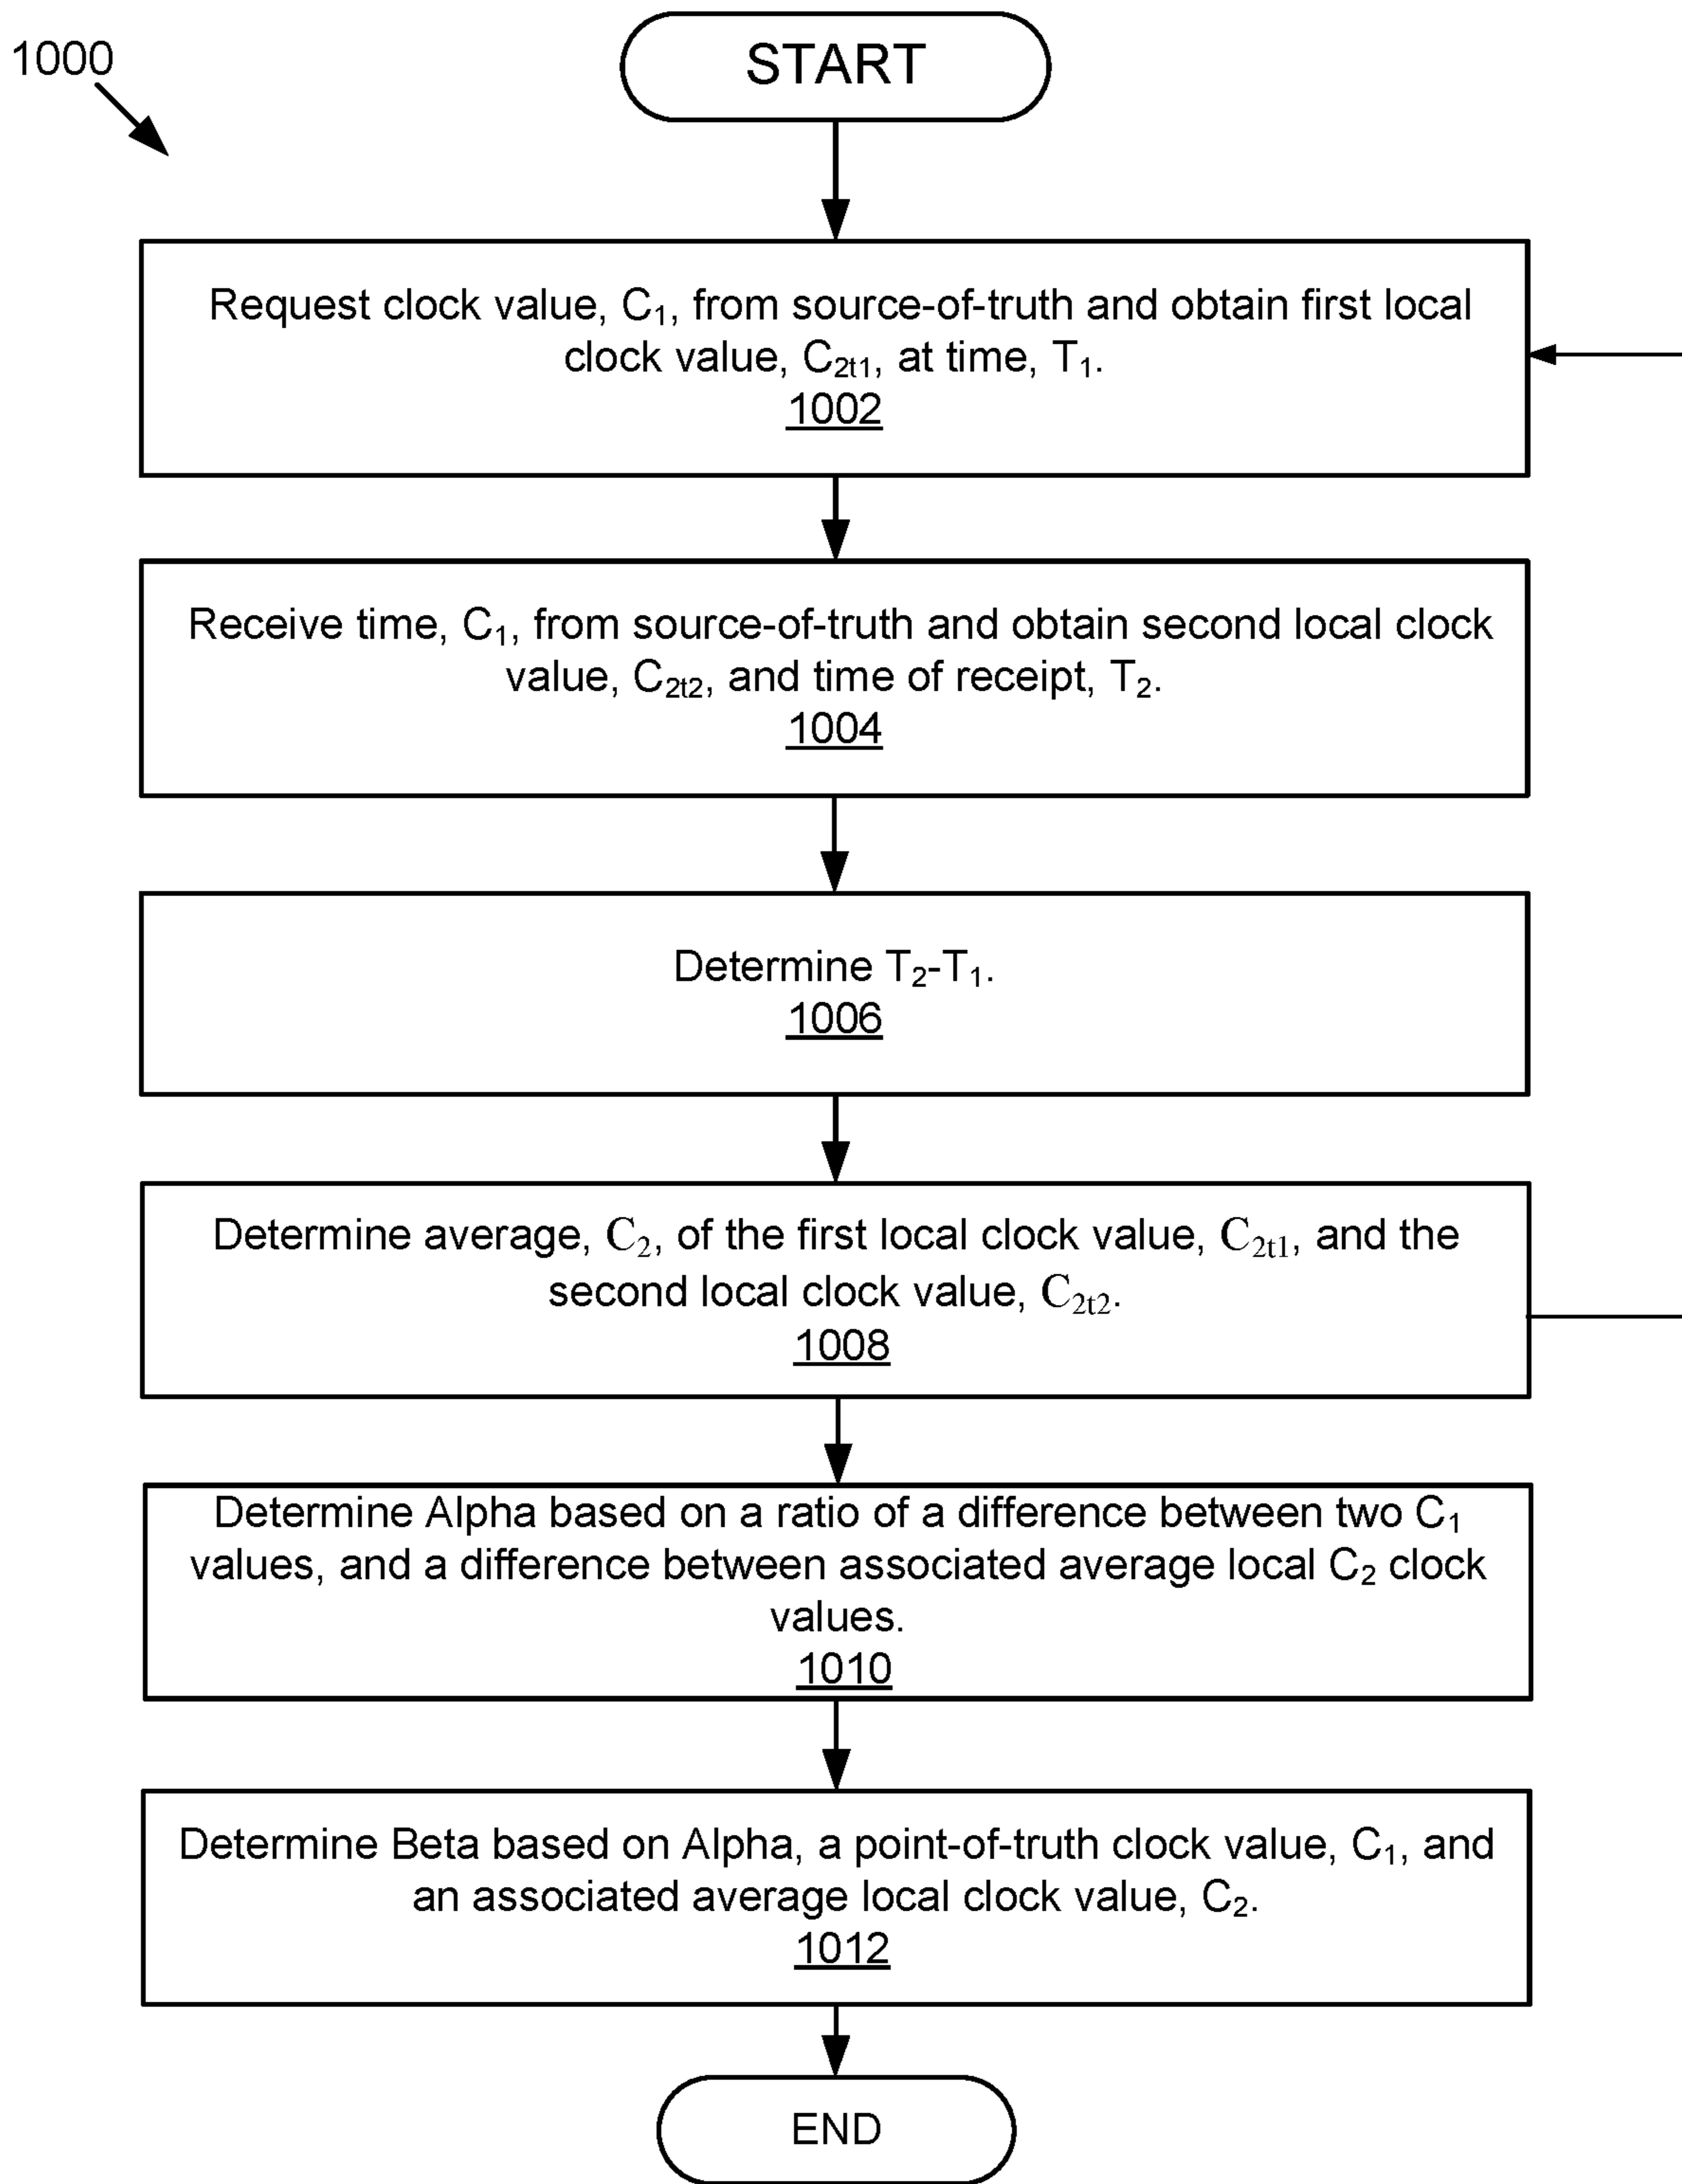 1000
START
Request clock value, C₁, from source-of-truth and obtain first local
clock value, C₂ₜ₁, at time, T₁.
1002
Receive time, C₁, from source-of-truth and obtain second local clock
value, C₂ₜ₂, and time of receipt, T₂.
1004
Determine T₂-T₁.
1006
Determine average, C₂, of the first local clock value, C₂ₜ₁, and the
second local clock value, C₂ₜ₂.
1008
Determine Alpha based on a ratio of a difference between two C₁
values, and a difference between associated average local C₂ clock
values.
1010
Determine Beta based on Alpha, a point-of-truth clock value, C₁, and
an associated average local clock value, C₂.
1012
END